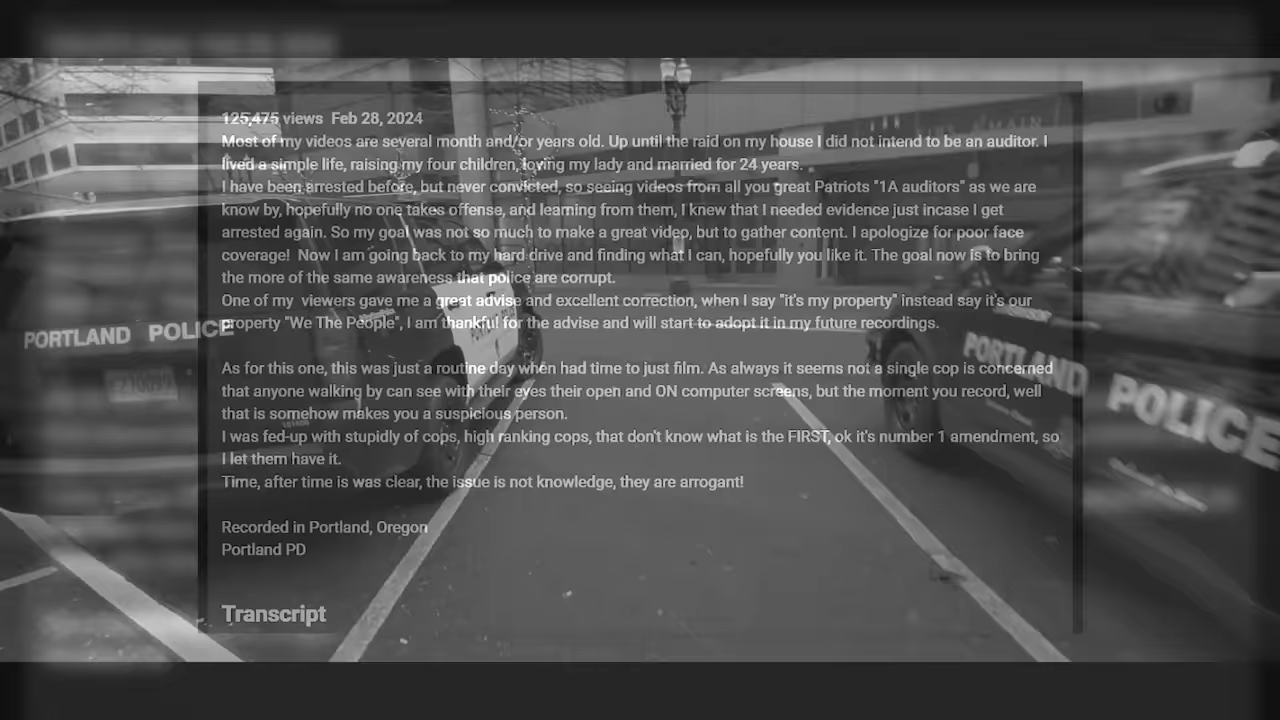 125,475 views Feb 28, 2024
Most of my videos are several month and/or years old. Up until the raid on my house I did not intend to be an auditor. I
lived a simple life, raising my four children, loving my lady and married for 24 years.
I have been arrested before, but never convicted, so seeing videos from all you great Patriots "1A auditors" as we are
know by, hopefully no one takes offense, and learning from them, I knew that I needed evidence just incase I get
arrested again. So my goal was not so much to make a great video, but to gather content. I apologize for poor face
coverage! Now I am going back to my hard drive and finding what I can, hopefully you like it. The goal now is to bring
the more of the same awareness that police are corrupt.
One of my viewers gave me a great advise and excellent correction, when I say "it's my property" instead say it's our
property "We The People", I am thankful for the advise and will start to adopt it in my future recordings.
As for this one, this was just a routine day when had time to just film. As always it seems not a single cop is concerned
that anyone walking by can see with their eyes their open and ON computer screens, but the moment you record, well
that is somehow makes you a suspicious person.
I was fed-up with stupidly of cops, high ranking cops, that don't know what is the FIRST, ok it's number 1 amendment, so
I let them have it.
Time, after time is was clear, the issue is not knowledge, they are arrogant!
Recorded in Portland, Oregon
Portland PD
Transcript
PORTLAND POLICE
PORTLAND POLICE